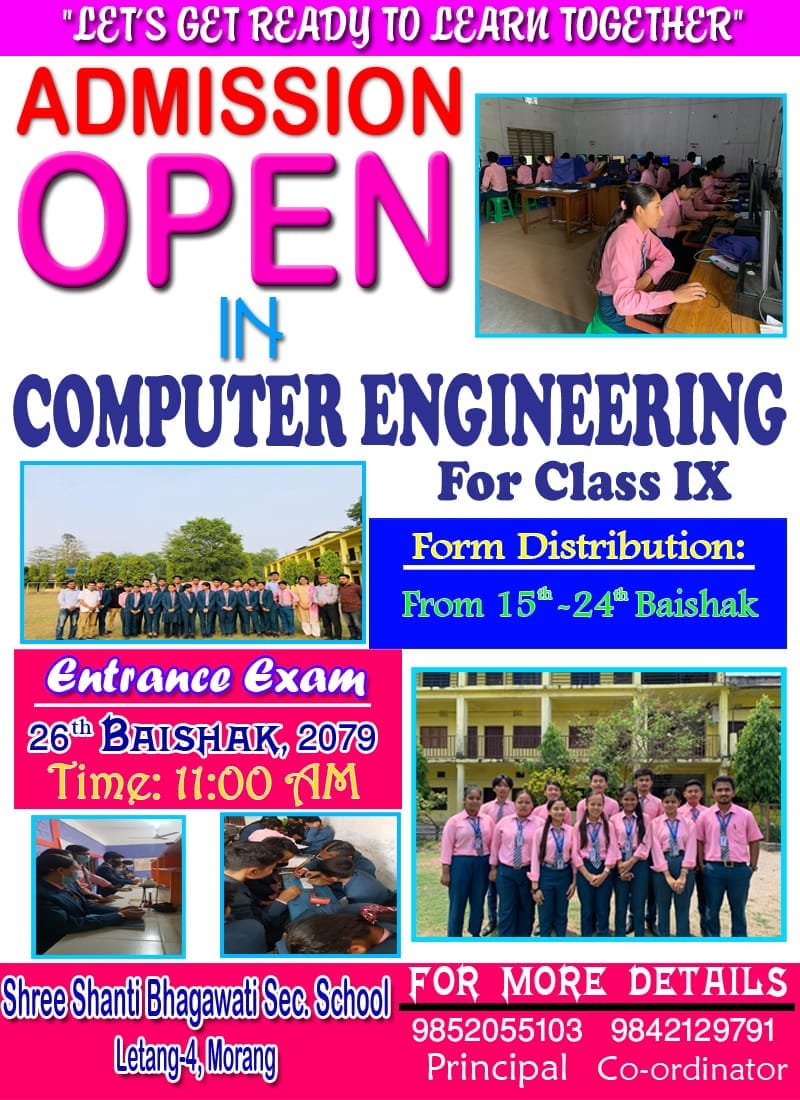 "LET'S GET READY TO LEARN TOGETHER"
ADMISSION
OPEN
IN
COMPUTER ENGINEERING
For Class IX
Form Distribution:
From 15th -24th Baishak
Entrance Exam
26th BAISHAK, 2079
Time: 11:00 AM
Shree Shanti Bhagawati Sec. School
Letang-4, Morang
FOR MORE DETAILS
9852055103 9842129791
Principal Co-ordinator